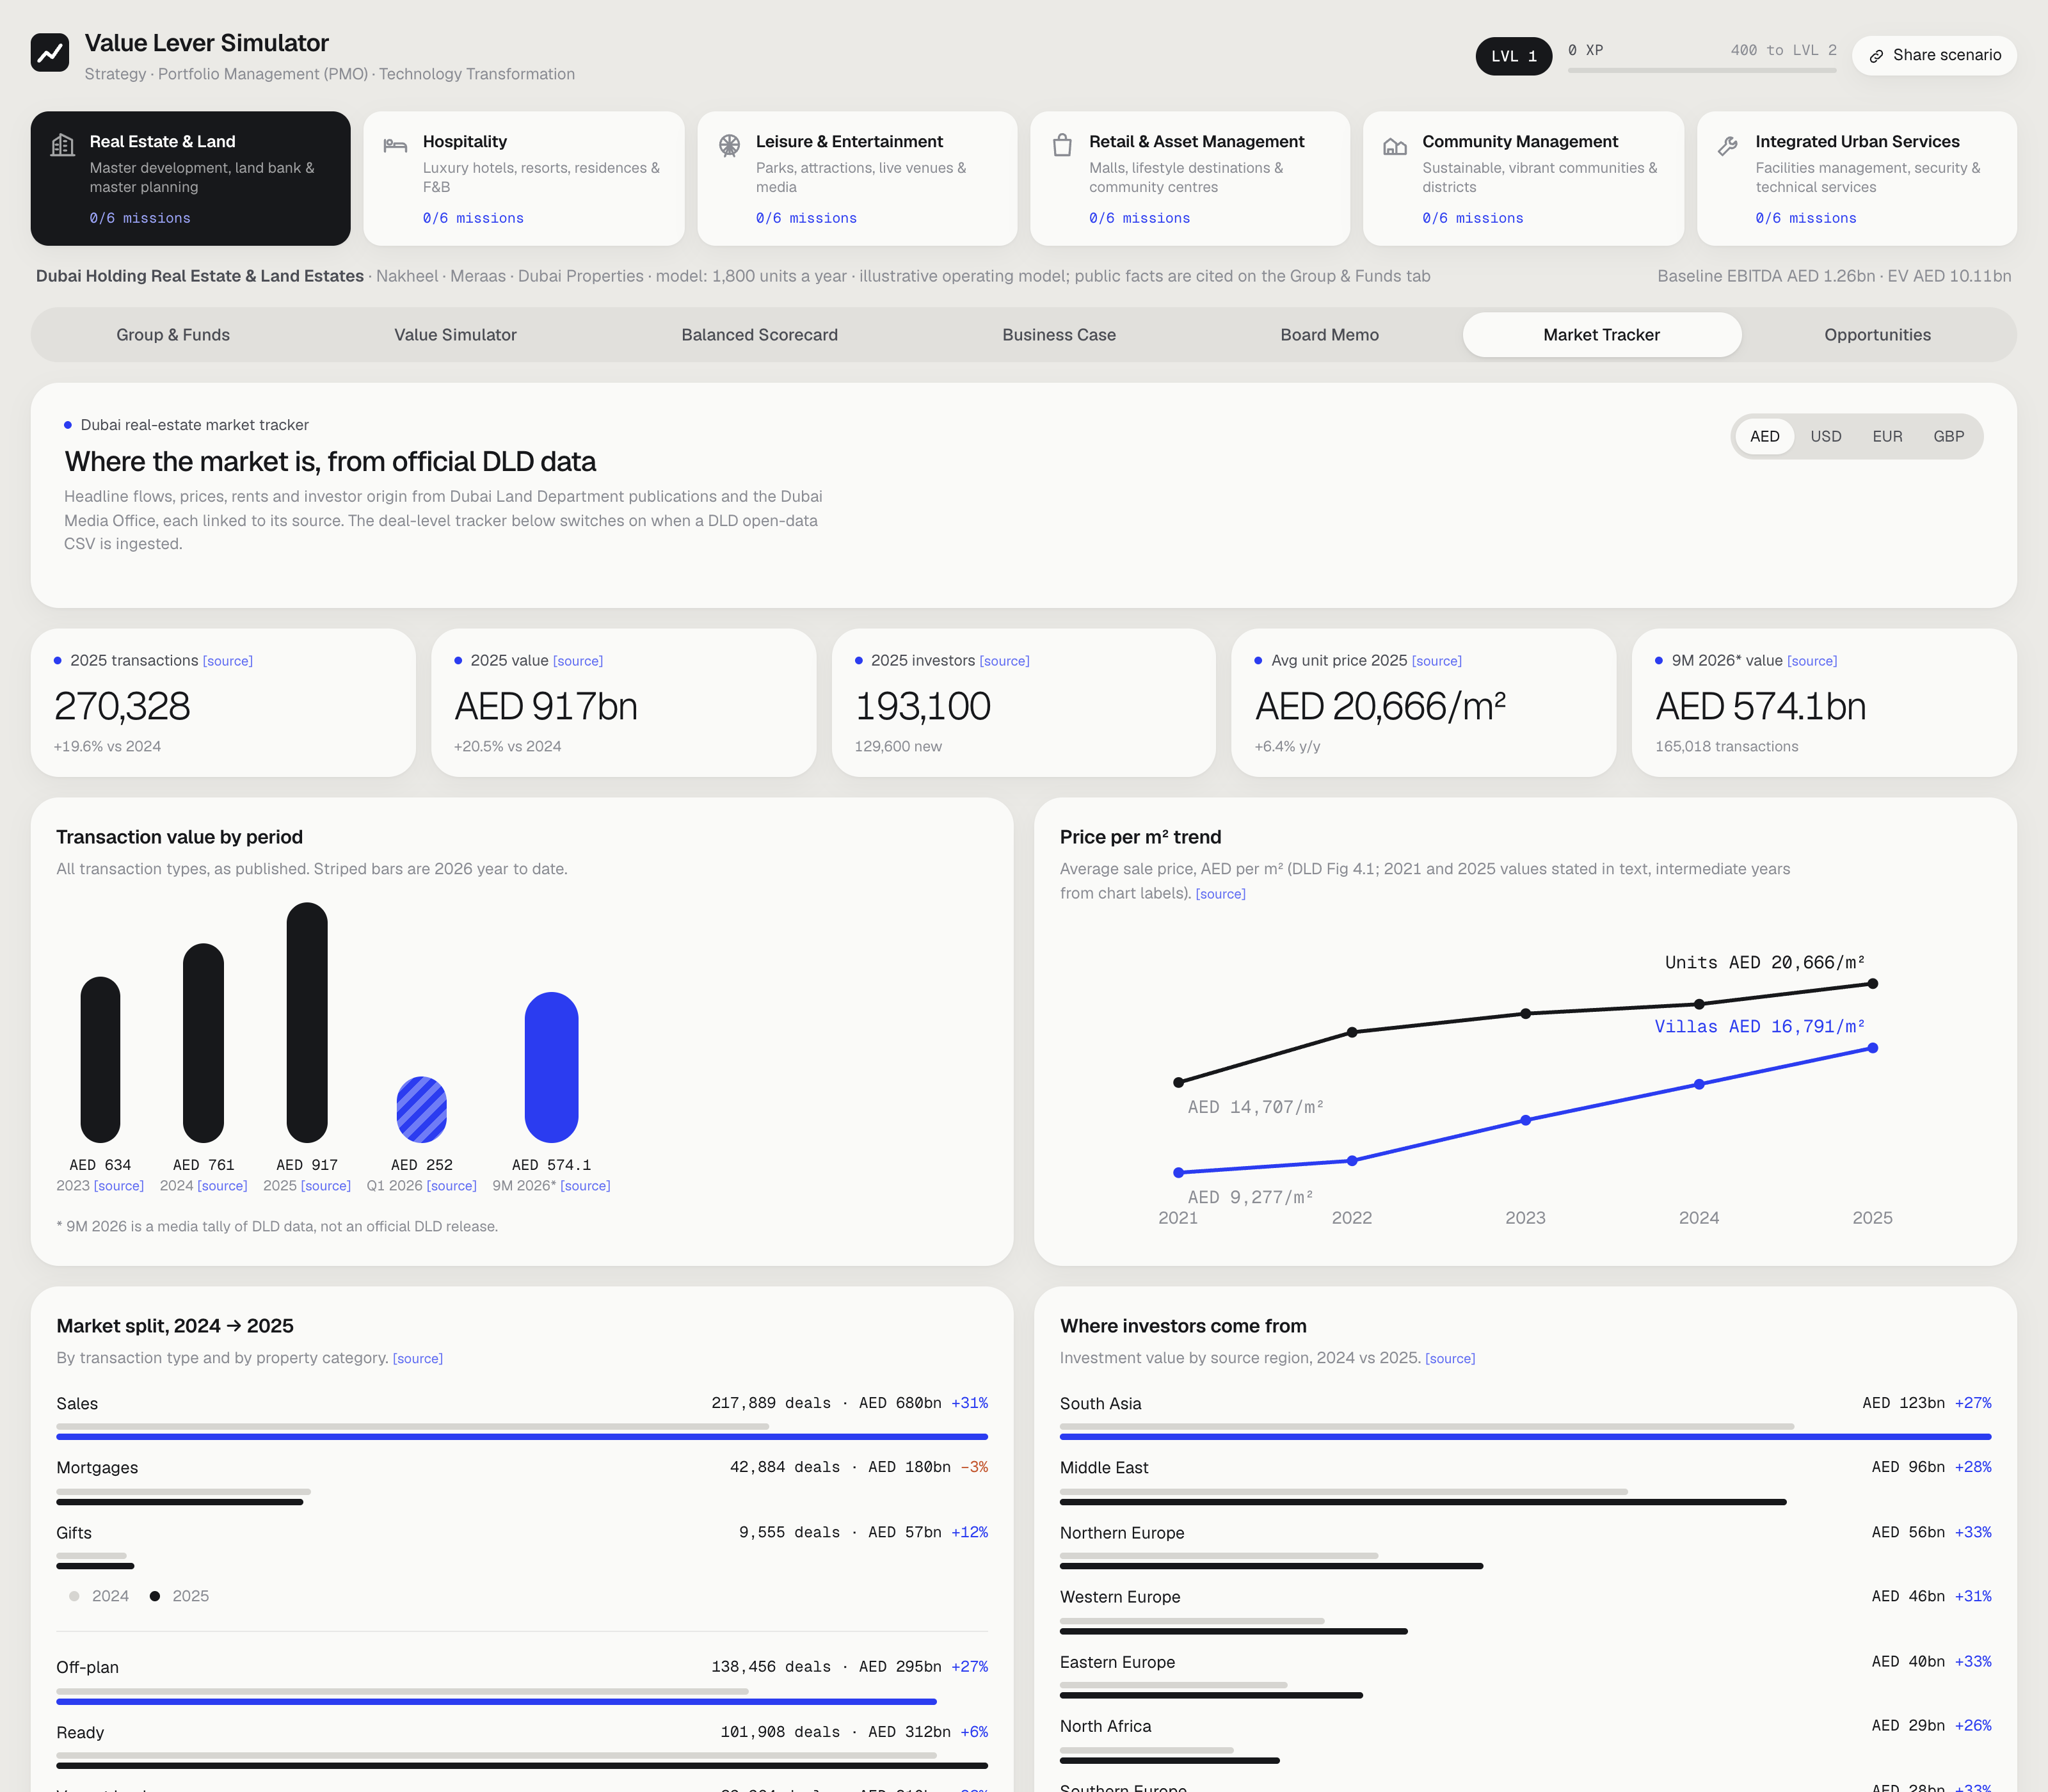 Value Lever Simulator
Strategy · Portfolio Management (PMO) · Technology Transformation
LVL 1
0 XP
400 to LVL 2
Share scenario
Real Estate & Land
Master development, land bank &
master planning
0/6 missions
Hospitality
Luxury hotels, resorts, residences &
F&B
0/6 missions
Leisure & Entertainment
Parks, attractions, live venues &
media
0/6 missions
Retail & Asset Management
Malls, lifestyle destinations &
community centres
0/6 missions
Community Management
Sustainable, vibrant communities &
districts
0/6 missions
Integrated Urban Services
Facilities management, security &
technical services
0/6 missions
Dubai Holding Real Estate & Land Estates · Nakheel · Meraas · Dubai Properties · model: 1,800 units a year · illustrative operating model; public facts are cited on the Group & Funds tab
Baseline EBITDA AED 1.26bn · EV AED 10.11bn
Group & Funds
Value Simulator
Balanced Scorecard
Business Case
Board Memo
Market Tracker
Opportunities
Dubai real-estate market tracker
Where the market is, from official DLD data
Headline flows, prices, rents and investor origin from Dubai Land Department publications and the Dubai
Media Office, each linked to its source. The deal-level tracker below switches on when a DLD open-data
CSV is ingested.
AED
USD
EUR
GBP
2025 transactions [source]
270,328
+19.6% vs 2024
2025 value [source]
AED 917bn
+20.5% vs 2024
2025 investors [source]
193,100
129,600 new
Avg unit price 2025 [source]
AED 20,666/m²
+6.4% y/y
9M 2026* value [source]
AED 574.1bn
165,018 transactions
Transaction value by period
All transaction types, as published. Striped bars are 2026 year to date.
AED 634
2023 [source]
AED 761
2024 [source]
AED 917
2025 [source]
AED 252
Q1 2026 [source]
AED 574.1
9M 2026* [source]
* 9M 2026 is a media tally of DLD data, not an official DLD release.
Price per m² trend
Average sale price, AED per m² (DLD Fig 4.1; 2021 and 2025 values stated in text, intermediate years
from chart labels). [source]
Units AED 20,666/m²
Villas AED 16,791/m²
AED 14,707/m²
AED 9,277/m²
2021
2022
2023
2024
2025
Market split, 2024 → 2025
By transaction type and by property category. [source]
Sales
217,889 deals · AED 680bn +31%
Mortgages
42,884 deals · AED 180bn −3%
Gifts
9,555 deals · AED 57bn +12%
2024
2025
Off-plan
138,456 deals · AED 295bn +27%
Ready
101,908 deals · AED 312bn +6%
Where investors come from
Investment value by source region, 2024 vs 2025. [source]
South Asia
AED 123bn +27%
Middle East
AED 96bn +28%
Northern Europe
AED 56bn +33%
Western Europe
AED 46bn +31%
Eastern Europe
AED 40bn +33%
North Africa
AED 29bn +26%
Southern Europe
AED 28bn +33%